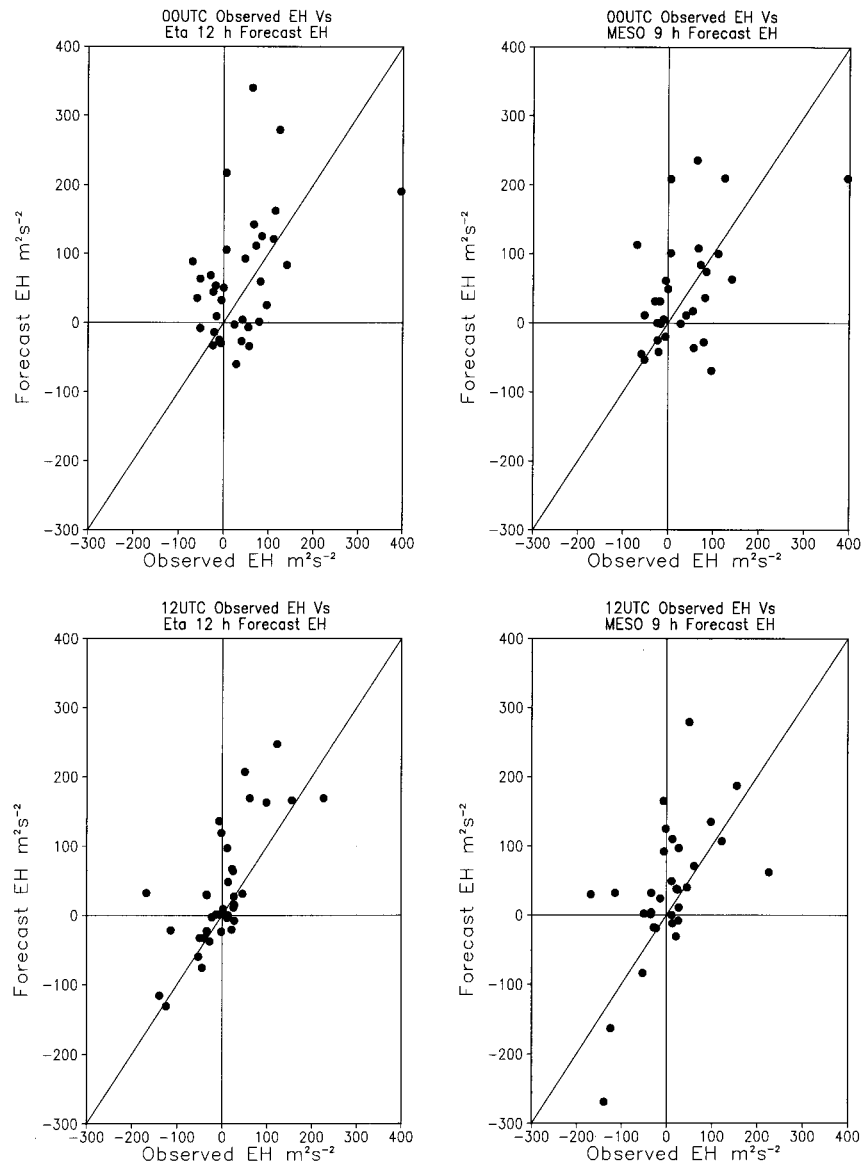 00UTC Observed EH Vs
Eta 12 h Forecast EH
400
300
200
100
0
-100
-200
-300
Forecast EH m²s⁻²
-300 -200 -100 0 100 200 300 400
Observed EH m²s⁻²
00UTC Observed EH Vs
MESO 9 h Forecast EH
400
300
200
100
0
-100
-200
-300
Forecast EH m²s⁻²
-300 -200 -100 0 100 200 300 400
Observed EH m²s⁻²
12UTC Observed EH Vs
Eta 12 h Forecast EH
400
300
200
100
0
-100
-200
-300
Forecast EH m²s⁻²
-300 -200 -100 0 100 200 300 400
Observed EH m²s⁻²
12UTC Observed EH Vs
MESO 9 h Forecast EH
400
300
200
100
0
-100
-200
-300
Forecast EH m²s⁻²
-300 -200 -100 0 100 200 300 400
Observed EH m²s⁻²